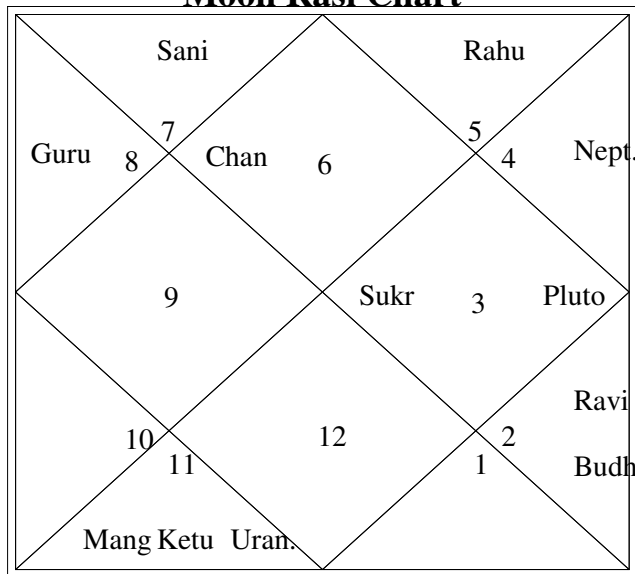 Moon Rasi Chart
Sani Rahu
7 5
Guru 8 Chan 6 4 Nept.
9 Sukr 3 Pluto
Ravi
10 12 2
11 1 Budh
Mang Ketu Uran.